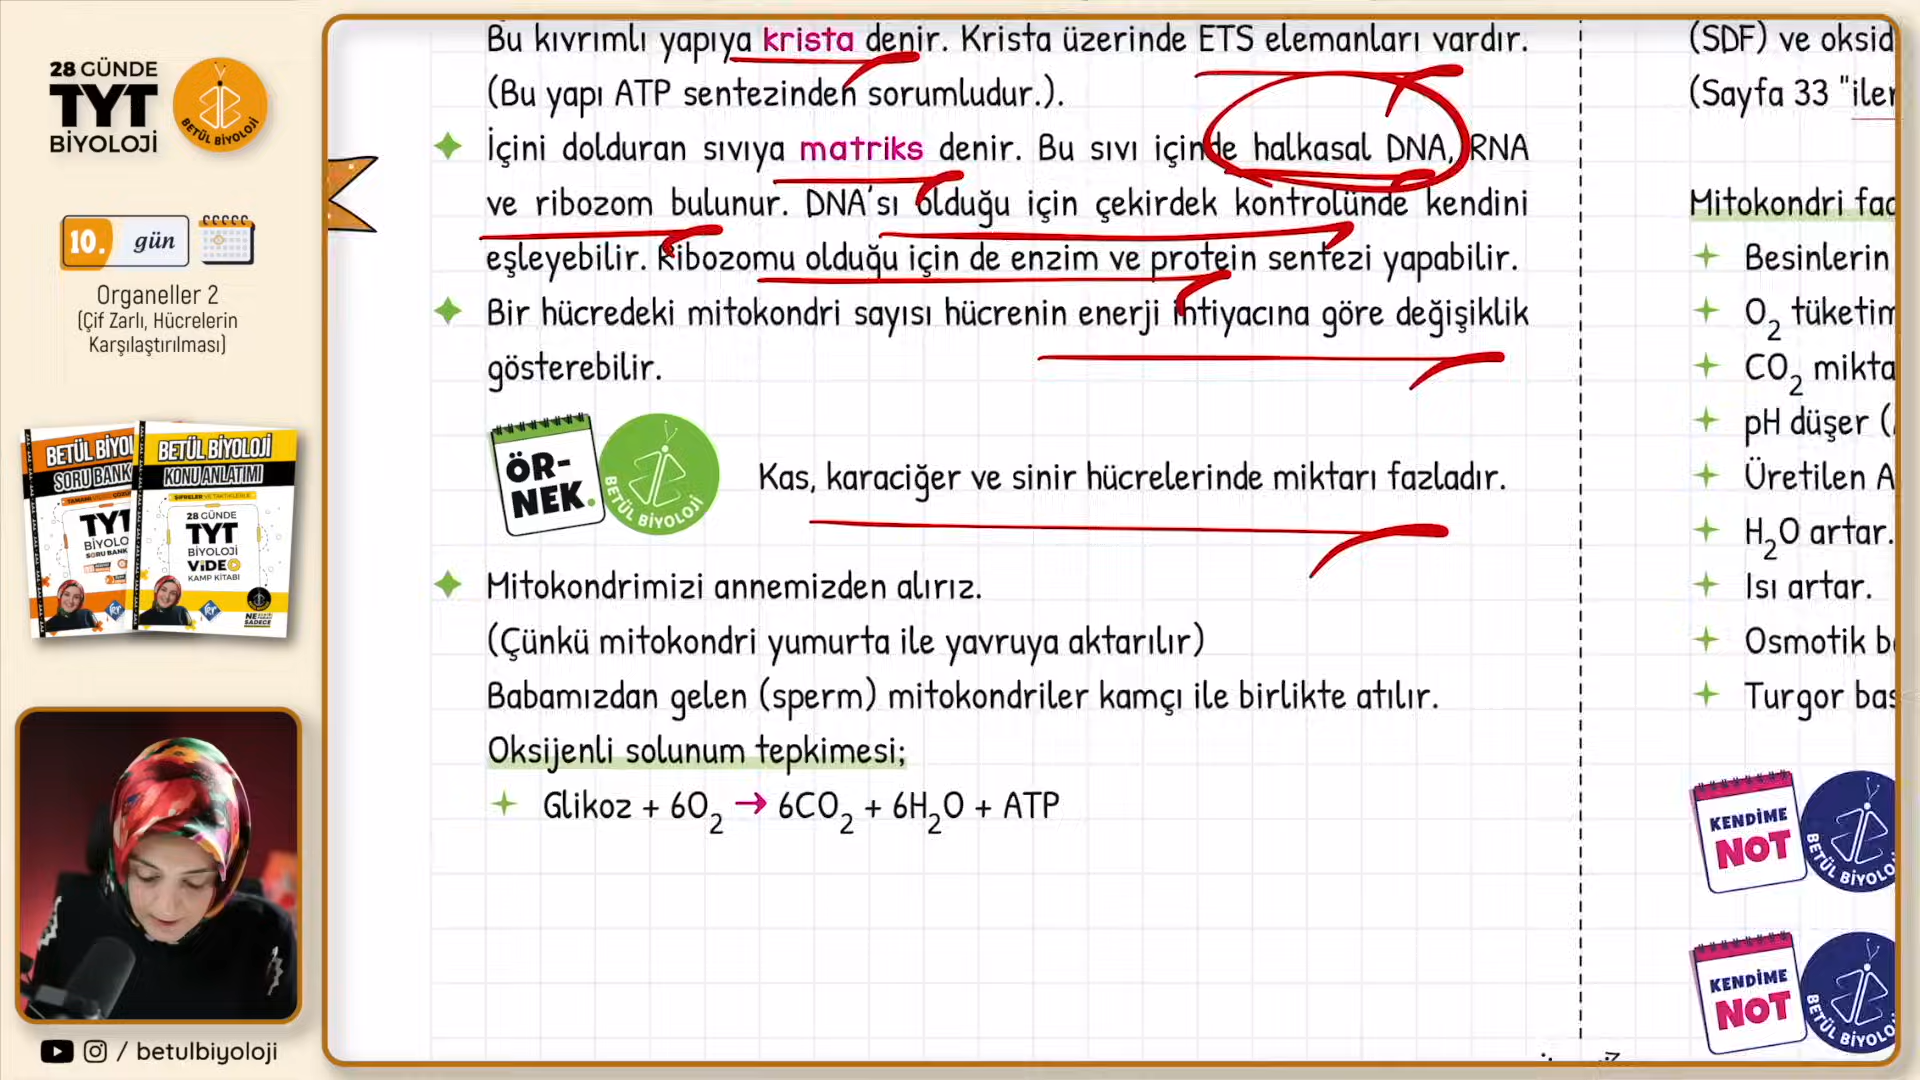 28 GÜNDE
TYT
BİYOLOJİ
BETÜL BİYOLOJİ
10. gün
Organeller 2
(Çif Zarlı, Hücrelerin
Karşılaştırılması)
BETÜL BİYOL
SORU BANK
TYT
BİYOLO
SORU BANK
BETÜL BİYOLOJİ
KONU ANLATIMI
28 GÜNDE
TYT
BİYOLOJİ
VİDEO
KAMP KİTABI
/ betulbiyoloji
Bu kıvrımlı yapıya krista denir. Krista üzerinde ETS elemanları vardır.
(Bu yapı ATP sentezinden sorumludur.).
İçini dolduran sıvıya matriks denir. Bu sıvı içinde halkasal DNA, RNA
ve ribozom bulunur. DNA'sı olduğu için çekirdek kontrolünde kendini
eşleyebilir. Ribozomu olduğu için de enzim ve protein sentezi yapabilir.
Bir hücredeki mitokondri sayısı hücrenin enerji ihtiyacına göre değişiklik
gösterebilir.
ÖR-
NEK.
BETÜL BİYOLOJİ
Kas, karaciğer ve sinir hücrelerinde miktarı fazladır.
Mitokondrimizi annemizden alırız.
(Çünkü mitokondri yumurta ile yavruya aktarılır)
Babamızdan gelen (sperm) mitokondriler kamçı ile birlikte atılır.
Oksijenli solunum tepkimesi;
Glikoz + 6O₂ → 6CO₂ + 6H₂O + ATP
(SDF) ve oksid
(Sayfa 33 "iler
Mitokondri faa
Besinlerin
O₂ tüketim
CO₂ mikta
pH düşer (
Üretilen A
H₂O artar.
Isı artar.
Osmotik b
Turgor bas
KENDİME
NOT
BETÜL BİYOLOJİ
KENDİME
NOT
BETÜL BİYOLOJİ